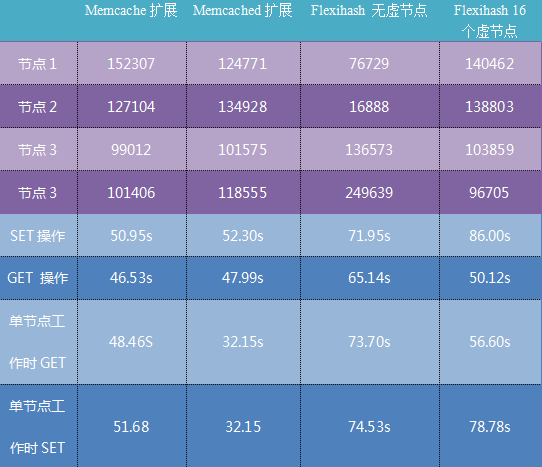 Memcache 扩展 Memcached 扩展 Flexihash 无虚节点 Flexihash 16
个虚节点
节点 1 152307 124771 76729 140462
节点 2 127104 134928 16888 138803
节点 3 99012 101575 136573 103859
节点 3 101406 118555 249639 96705
SET 操作 50.95s 52.30s 71.95s 86.00s
GET 操作 46.53s 47.99s 65.14s 50.12s
单节点工
作时 GET 48.46S 32.15s 73.70s 56.60s
单节点工
作时 SET 51.68 32.15 74.53s 78.78s